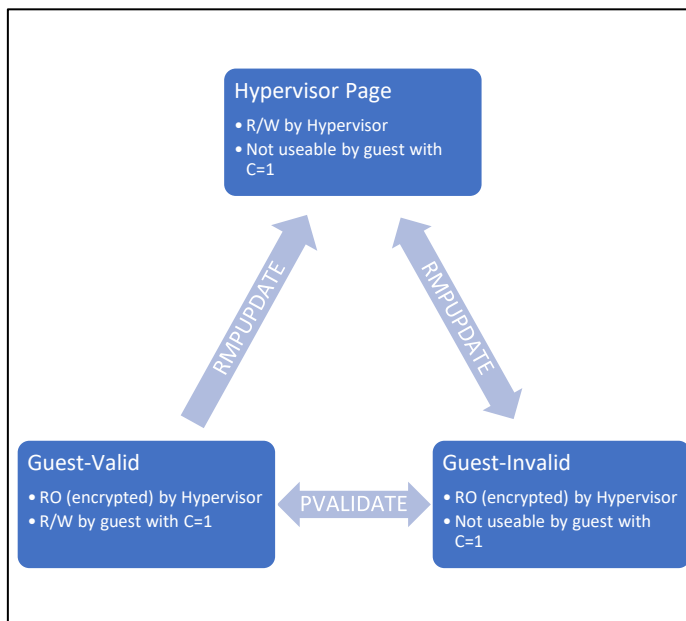 Hypervisor Page
• R/W by Hypervisor
• Not useable by guest with
C=1
RMPUPDATE
RMPUPDATE
Guest-Valid
• RO (encrypted) by Hypervisor
• R/W by guest with C=1
PVALIDATE
Guest-Invalid
• RO (encrypted) by Hypervisor
• Not useable by guest with
C=1